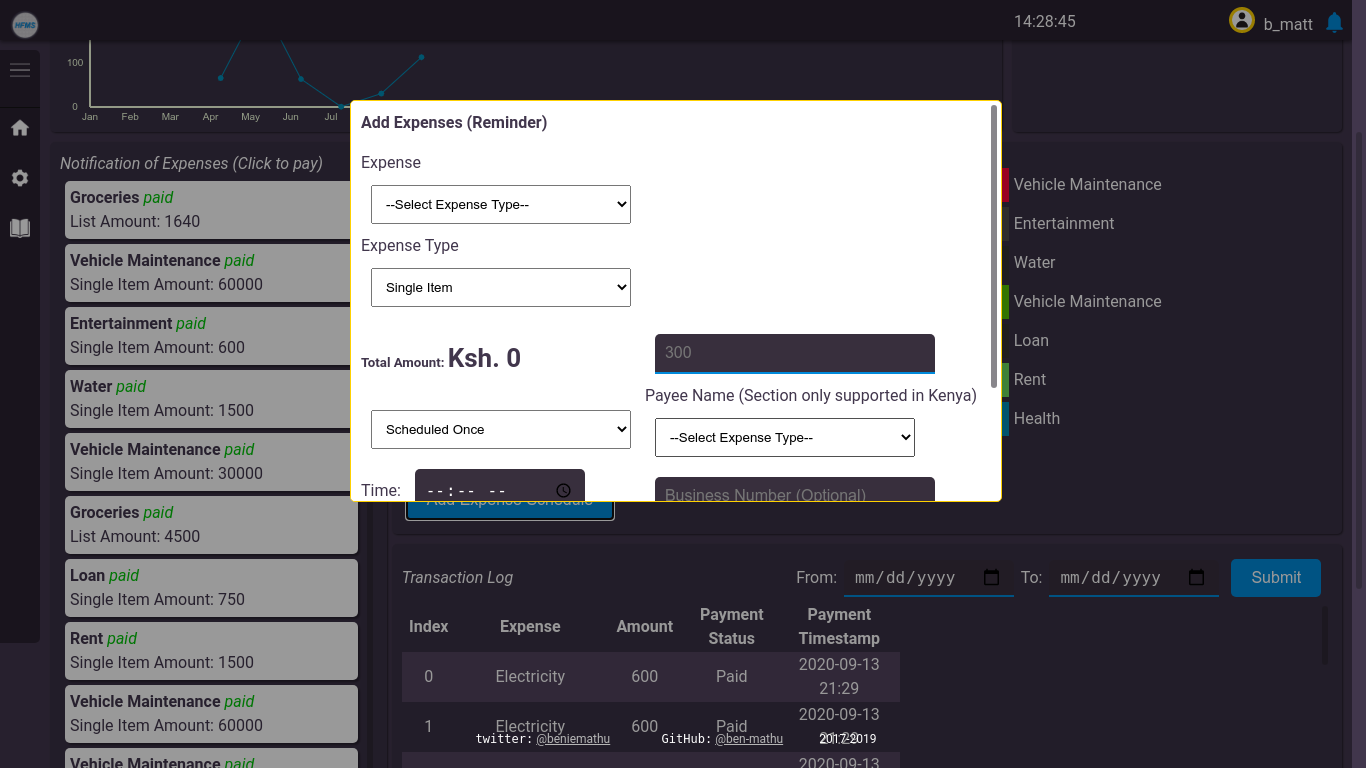 HFMS
14:28:45
b_matt
100
0
Jan Feb Mar Apr May Jun Jul
Notification of Expenses (Click to pay)
Groceries paid
List Amount: 1640
Vehicle Maintenance paid
Single Item Amount: 60000
Entertainment paid
Single Item Amount: 600
Water paid
Single Item Amount: 1500
Vehicle Maintenance paid
Single Item Amount: 30000
Groceries paid
List Amount: 4500
Loan paid
Single Item Amount: 750
Rent paid
Single Item Amount: 1500
Vehicle Maintenance paid
Single Item Amount: 60000
Vehicle Maintenance paid
Add Expenses (Reminder)
Expense
--Select Expense Type--
Expense Type
Single Item
Total Amount: Ksh. 0
300
Payee Name (Section only supported in Kenya)
Scheduled Once
--Select Expense Type--
Time: --:-- --
Business Number (Optional)
Add Expense Schedule
Vehicle Maintenance
Entertainment
Water
Vehicle Maintenance
Loan
Rent
Health
Transaction Log
From: mm/dd/yyyy To: mm/dd/yyyy Submit
Index Expense Amount Payment Status Payment Timestamp
0 Electricity 600 Paid 2020-09-13 21:29
1 Electricity 600 Paid 2020-09-13
2020-09-13
twitter: @beniemathu GitHub: @ben-mathu 2017-2019